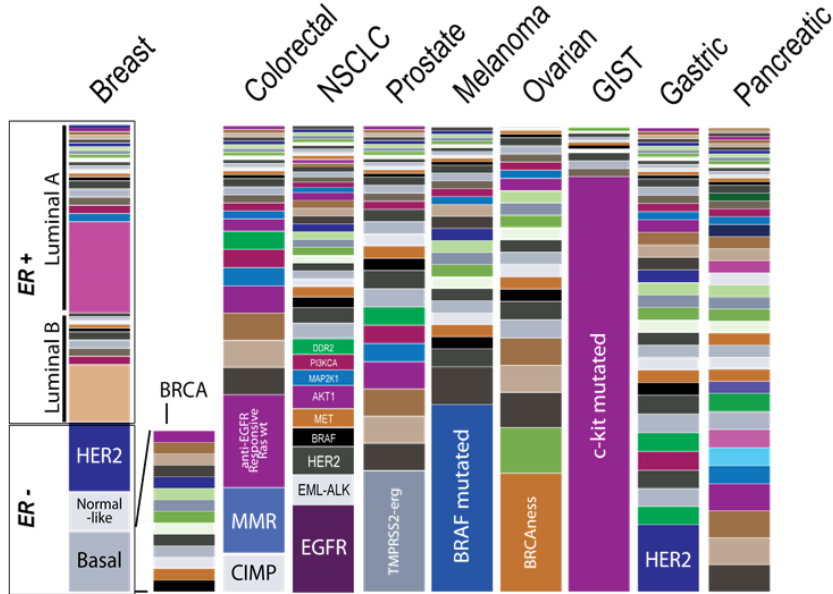 Breast
Colorectal
NSCLC
Prostate
Melanoma
Ovarian
GIST
Gastric
Pancreatic
ER +
Luminal A
Luminal B
ER -
HER2
Normal
-like
Basal
BRCA
anti-EGFR
Responsive
Ras wt
MMR
CIMP
DDR2
PI3KCA
MAP2K1
AKT1
MET
BRAF
HER2
EML-ALK
EGFR
TMPRSS2-erg
BRAF mutated
BRCAness
c-kit mutated
HER2